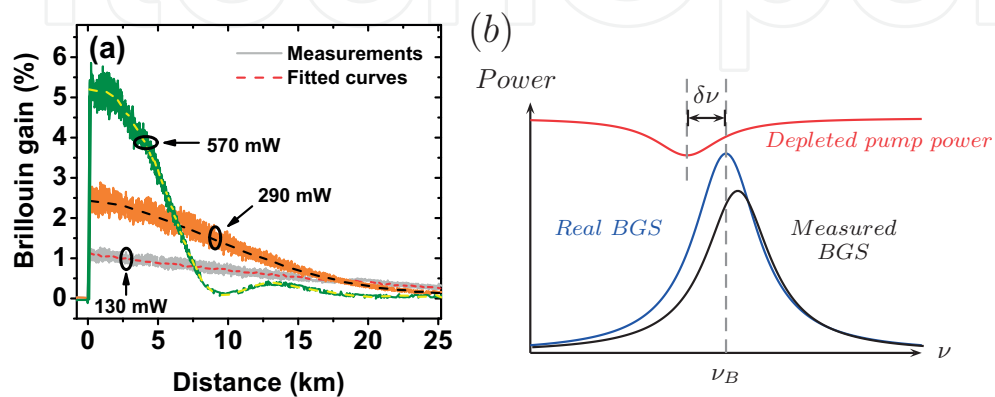 (a)
Measurements
Fitted curves
570 mW
290 mW
130 mW
Brillouin gain (%)
6
5
4
3
2
1
0
0 5 10 15 20 25
Distance (km)
(b)
Power
δν
Depleted pump power
Real BGS
Measured
BGS
ν
ν_B